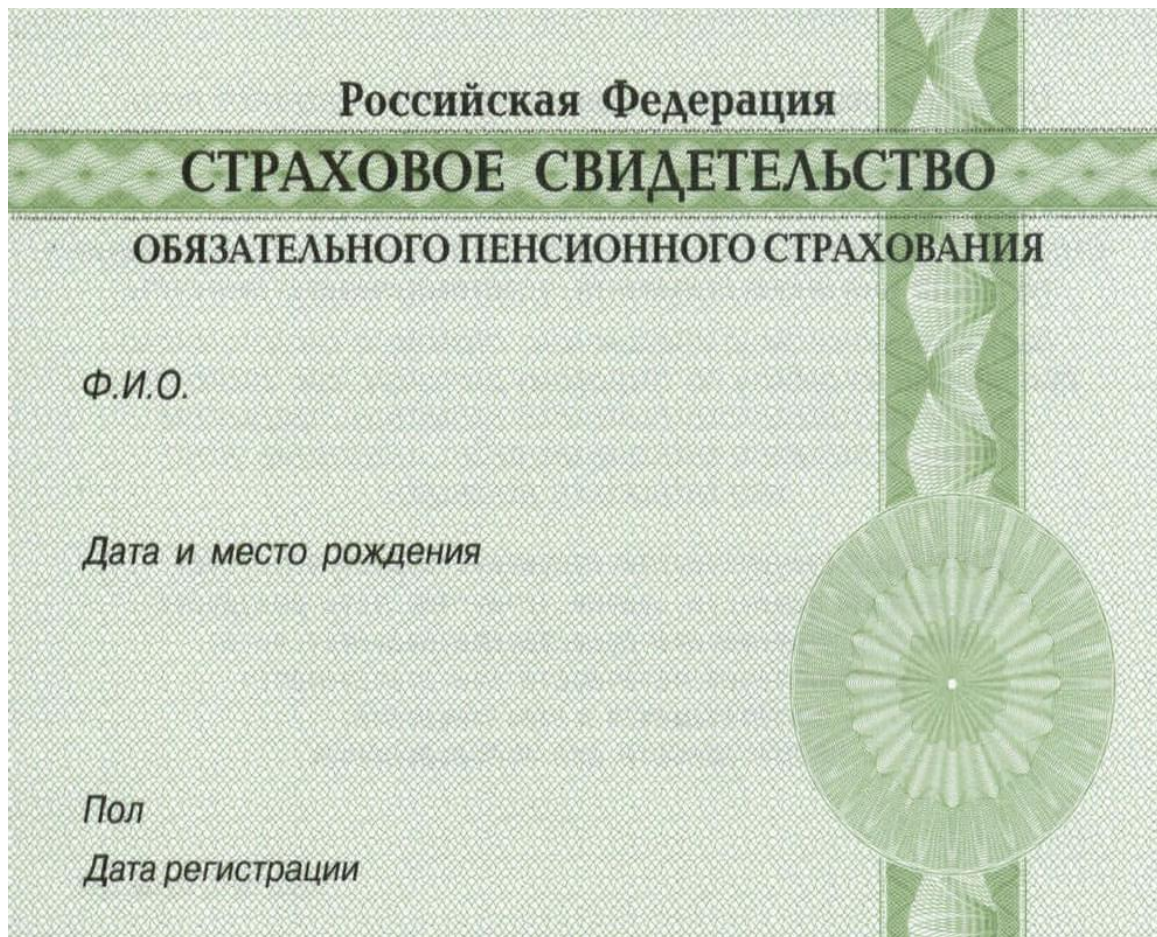 Российская Федерация
СТРАХОВОЕ СВИДЕТЕЛЬСТВО
ОБЯЗАТЕЛЬНОГО ПЕНСИОННОГО СТРАХОВАНИЯ
Ф.И.О.
Дата и место рождения
Пол
Дата регистрации